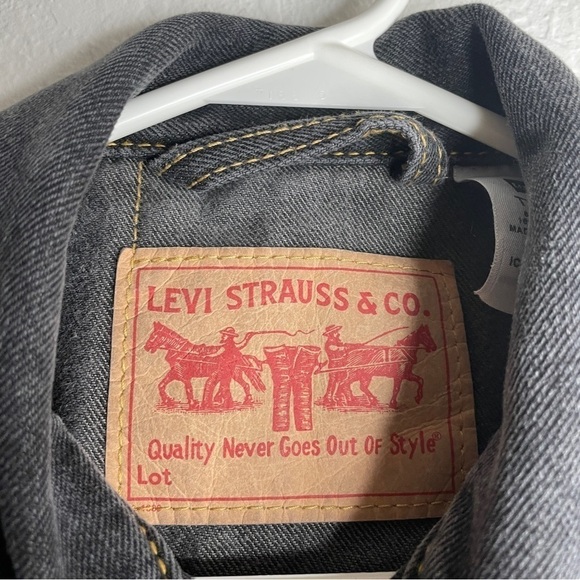 LEVI STRAUSS & CO.
Quality Never Goes Out Of Style®
Lot